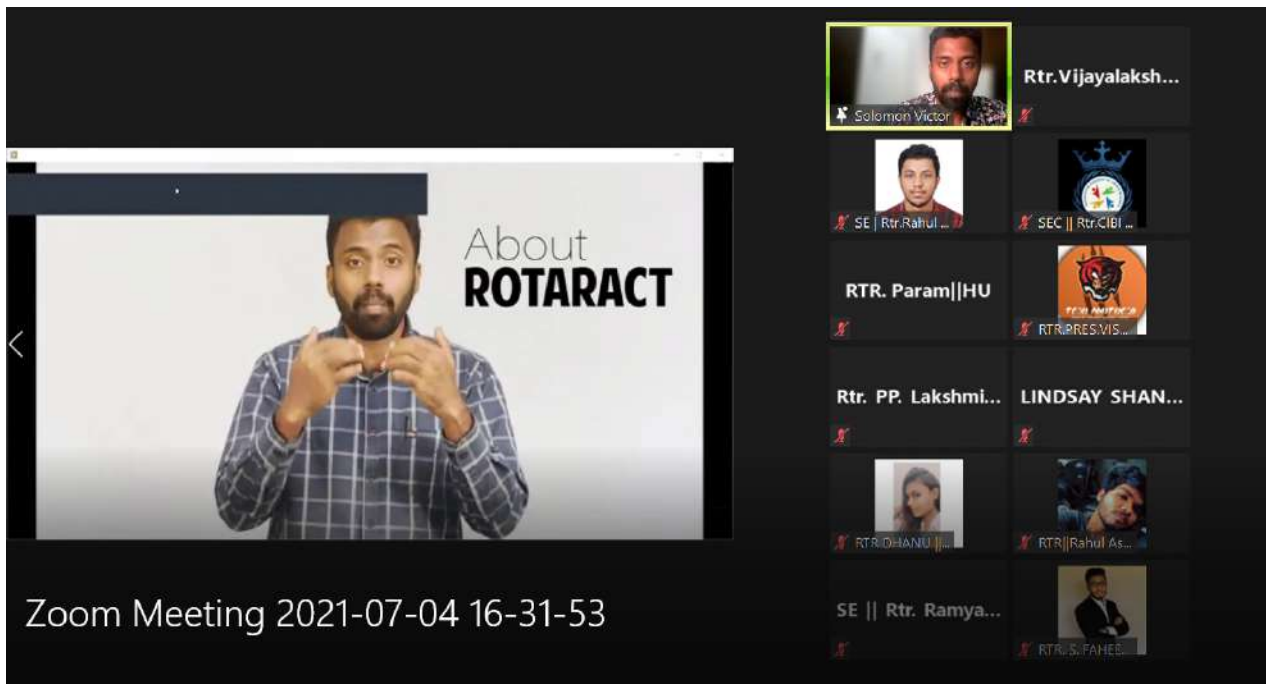 About
ROTARACT
Zoom Meeting 2021-07-04 16-31-53
Solomon Victor
Rtr.Vijayalaksh...
SE | Rtr.Rahul ...
SEC || Rtr.CIBI ...
RTR. Param||HU
RTR.PRES.VIS...
Rtr. PP. Lakshmi...
LINDSAY SHAN...
RTR.DHANU ||...
RTR||Rahul As...
SE || Rtr. Ramya...
RTR. S. FAHEE...